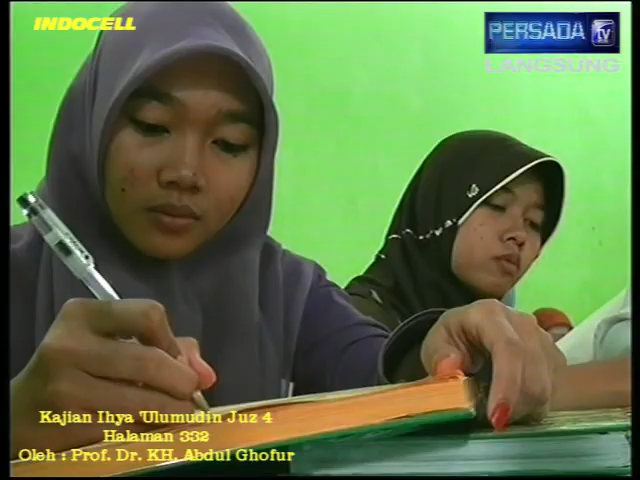 INDOCELL
PERSADA tv
LANGSUNG
Kajian Ihya 'Ulumudin Juz 4
Halaman 332
Oleh : Prof. Dr. KH. Abdul Ghofur